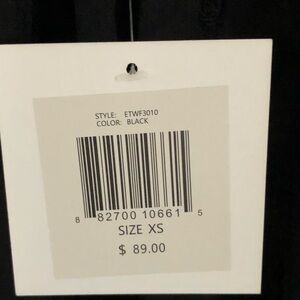 STYLE: ETWF3010
COLOR: BLACK
8 82700 10661 5
SIZE XS
$ 89.00